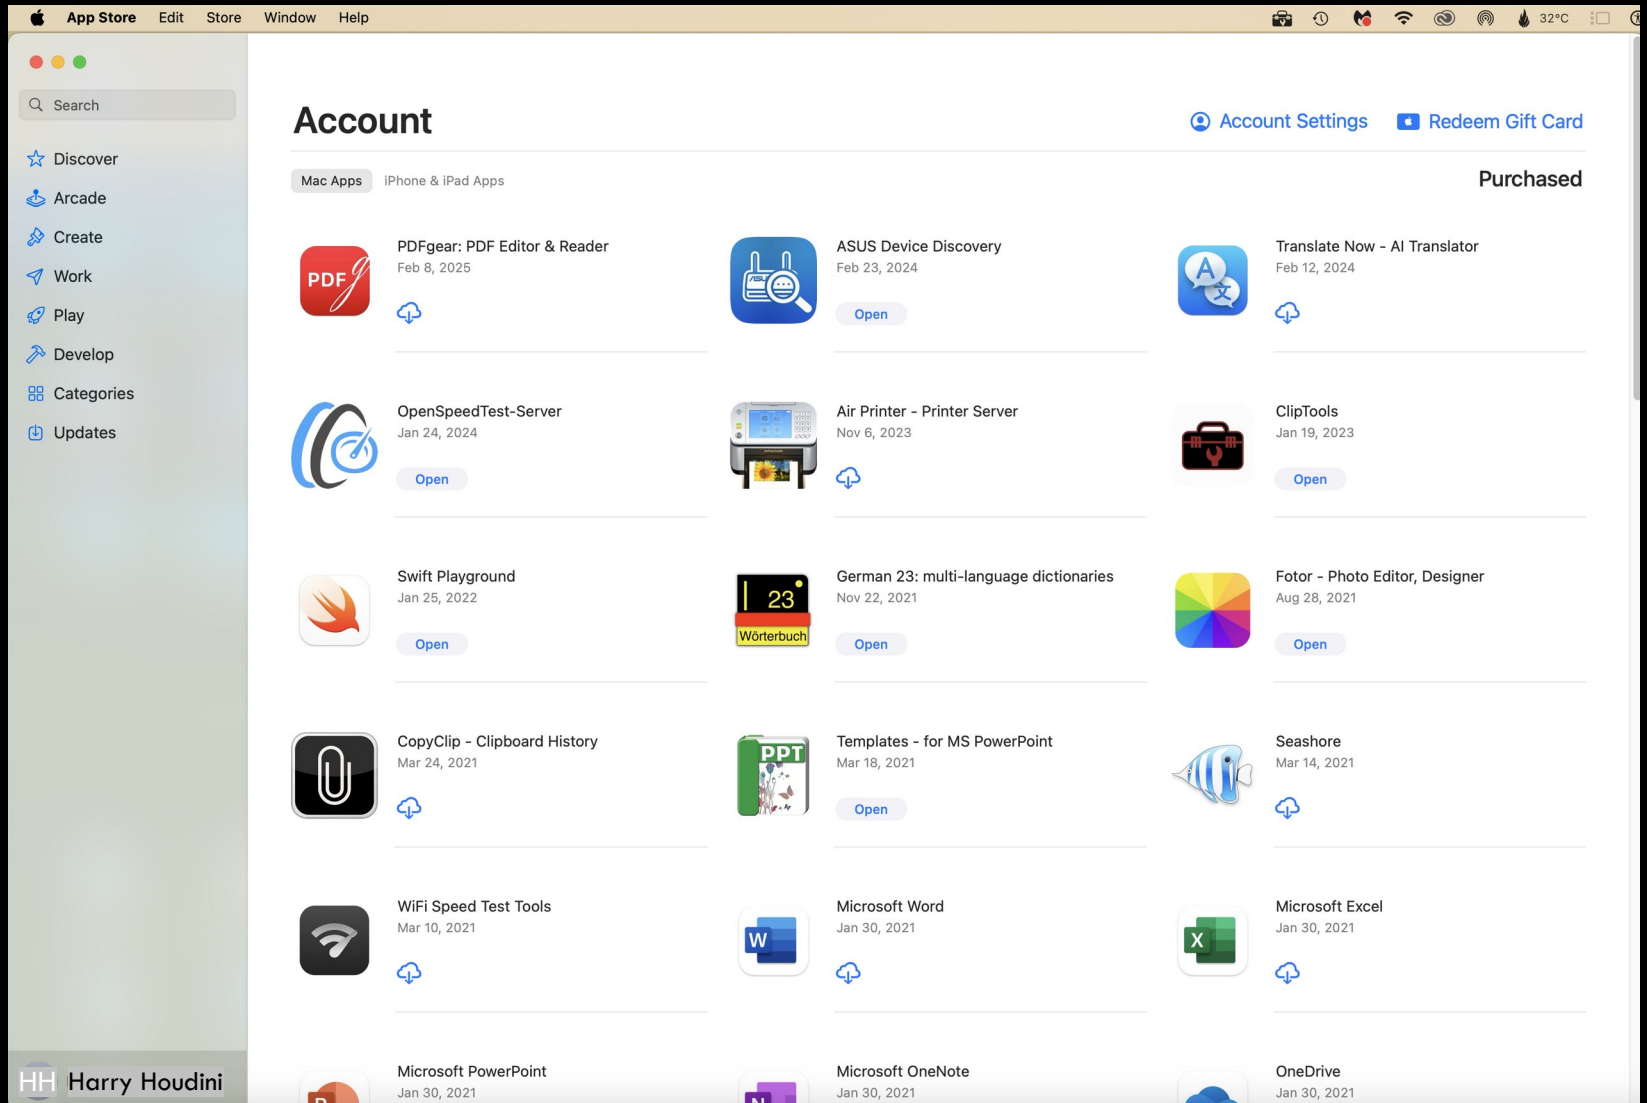 App Store Edit Store Window Help 32°C
Search
Discover
Arcade
Create
Work
Play
Develop
Categories
Updates
HH Harry Houdini
Account
Account Settings Redeem Gift Card
Mac Apps iPhone & iPad Apps Purchased
PDF
PDFgear: PDF Editor & Reader
Feb 8, 2025
ASUS Device Discovery
Feb 23, 2024
Open
A
文
Translate Now - AI Translator
Feb 12, 2024
OpenSpeedTest-Server
Jan 24, 2024
Open
Air Printer - Printer Server
Nov 6, 2023
ClipTools
Jan 19, 2023
Open
Swift Playground
Jan 25, 2022
Open
23
Wörterbuch
German 23: multi-language dictionaries
Nov 22, 2021
Open
Fotor - Photo Editor, Designer
Aug 28, 2021
Open
CopyClip - Clipboard History
Mar 24, 2021
PPT
Templates - for MS PowerPoint
Mar 18, 2021
Open
Seashore
Mar 14, 2021
WiFi Speed Test Tools
Mar 10, 2021
W
Microsoft Word
Jan 30, 2021
X
Microsoft Excel
Jan 30, 2021
P
Microsoft PowerPoint
Jan 30, 2021
N
Microsoft OneNote
Jan 30, 2021
OneDrive
Jan 30, 2021